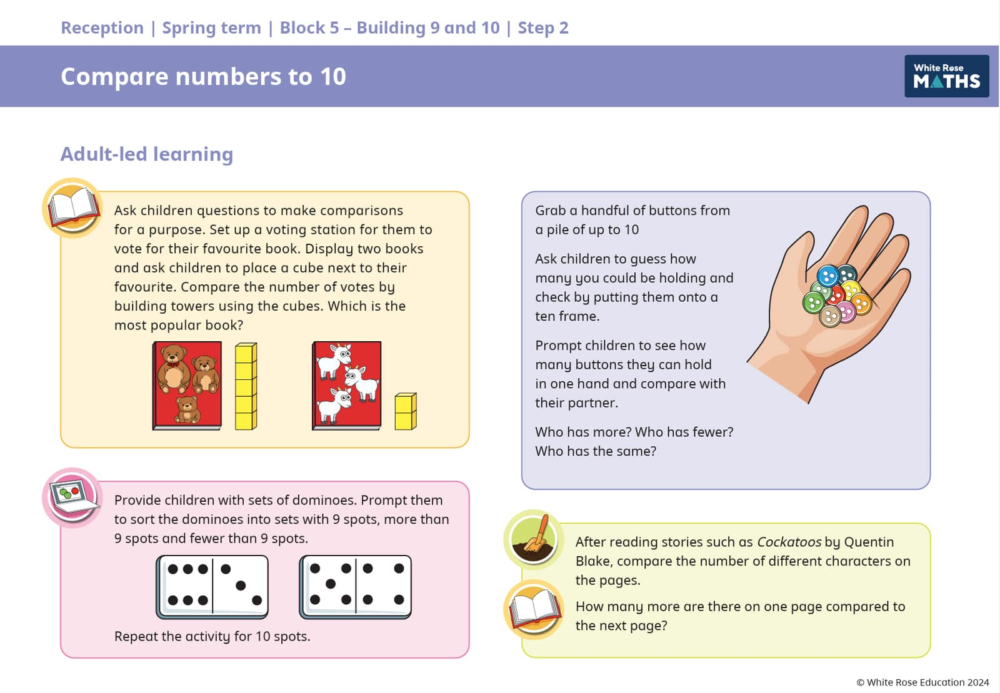 Reception | Spring term | Block 5 – Building 9 and 10 | Step 2
Compare numbers to 10
White Rose
MATHS
Adult-led learning
Ask children questions to make comparisons
for a purpose. Set up a voting station for them to
vote for their favourite book. Display two books
and ask children to place a cube next to their
favourite. Compare the number of votes by
building towers using the cubes. Which is the
most popular book?
Provide children with sets of dominoes. Prompt them
to sort the dominoes into sets with 9 spots, more than
9 spots and fewer than 9 spots.
Repeat the activity for 10 spots.
Grab a handful of buttons from
a pile of up to 10
Ask children to guess how
many you could be holding and
check by putting them onto a
ten frame.
Prompt children to see how
many buttons they can hold
in one hand and compare with
their partner.
Who has more? Who has fewer?
Who has the same?
After reading stories such as Cockatoos by Quentin
Blake, compare the number of different characters on
the pages.
How many more are there on one page compared to
the next page?
© White Rose Education 2024